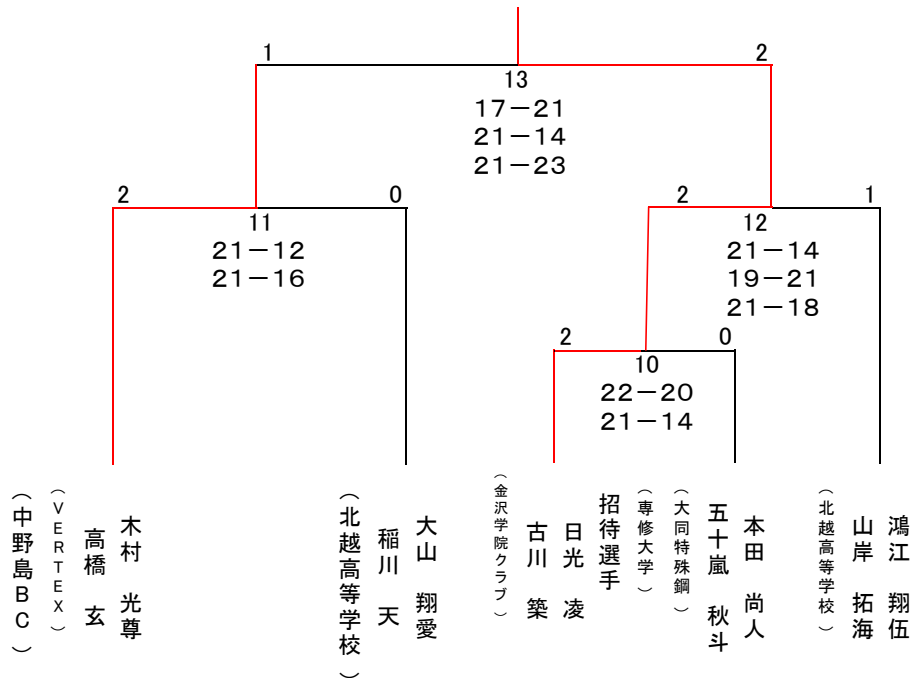 1
2
13
17－21
21－14
21－23
2
0
11
21－12
21－16
2
1
12
21－14
19－21
21－18
2
0
10
22－20
21－14
木村　光尊
高橋　玄
（ＶＥＲＴＥＸ）
（中野島ＢＣ）
大山　翔愛
稲川　天
（北越高等学校）
招待選手
日光　凌
古川　築
（金沢学院クラブ）
本田　尚人
五十嵐　秋斗
（大同特殊鋼）
（専修大学）
鴻江　翔伍
山岸　拓海
（北越高等学校）